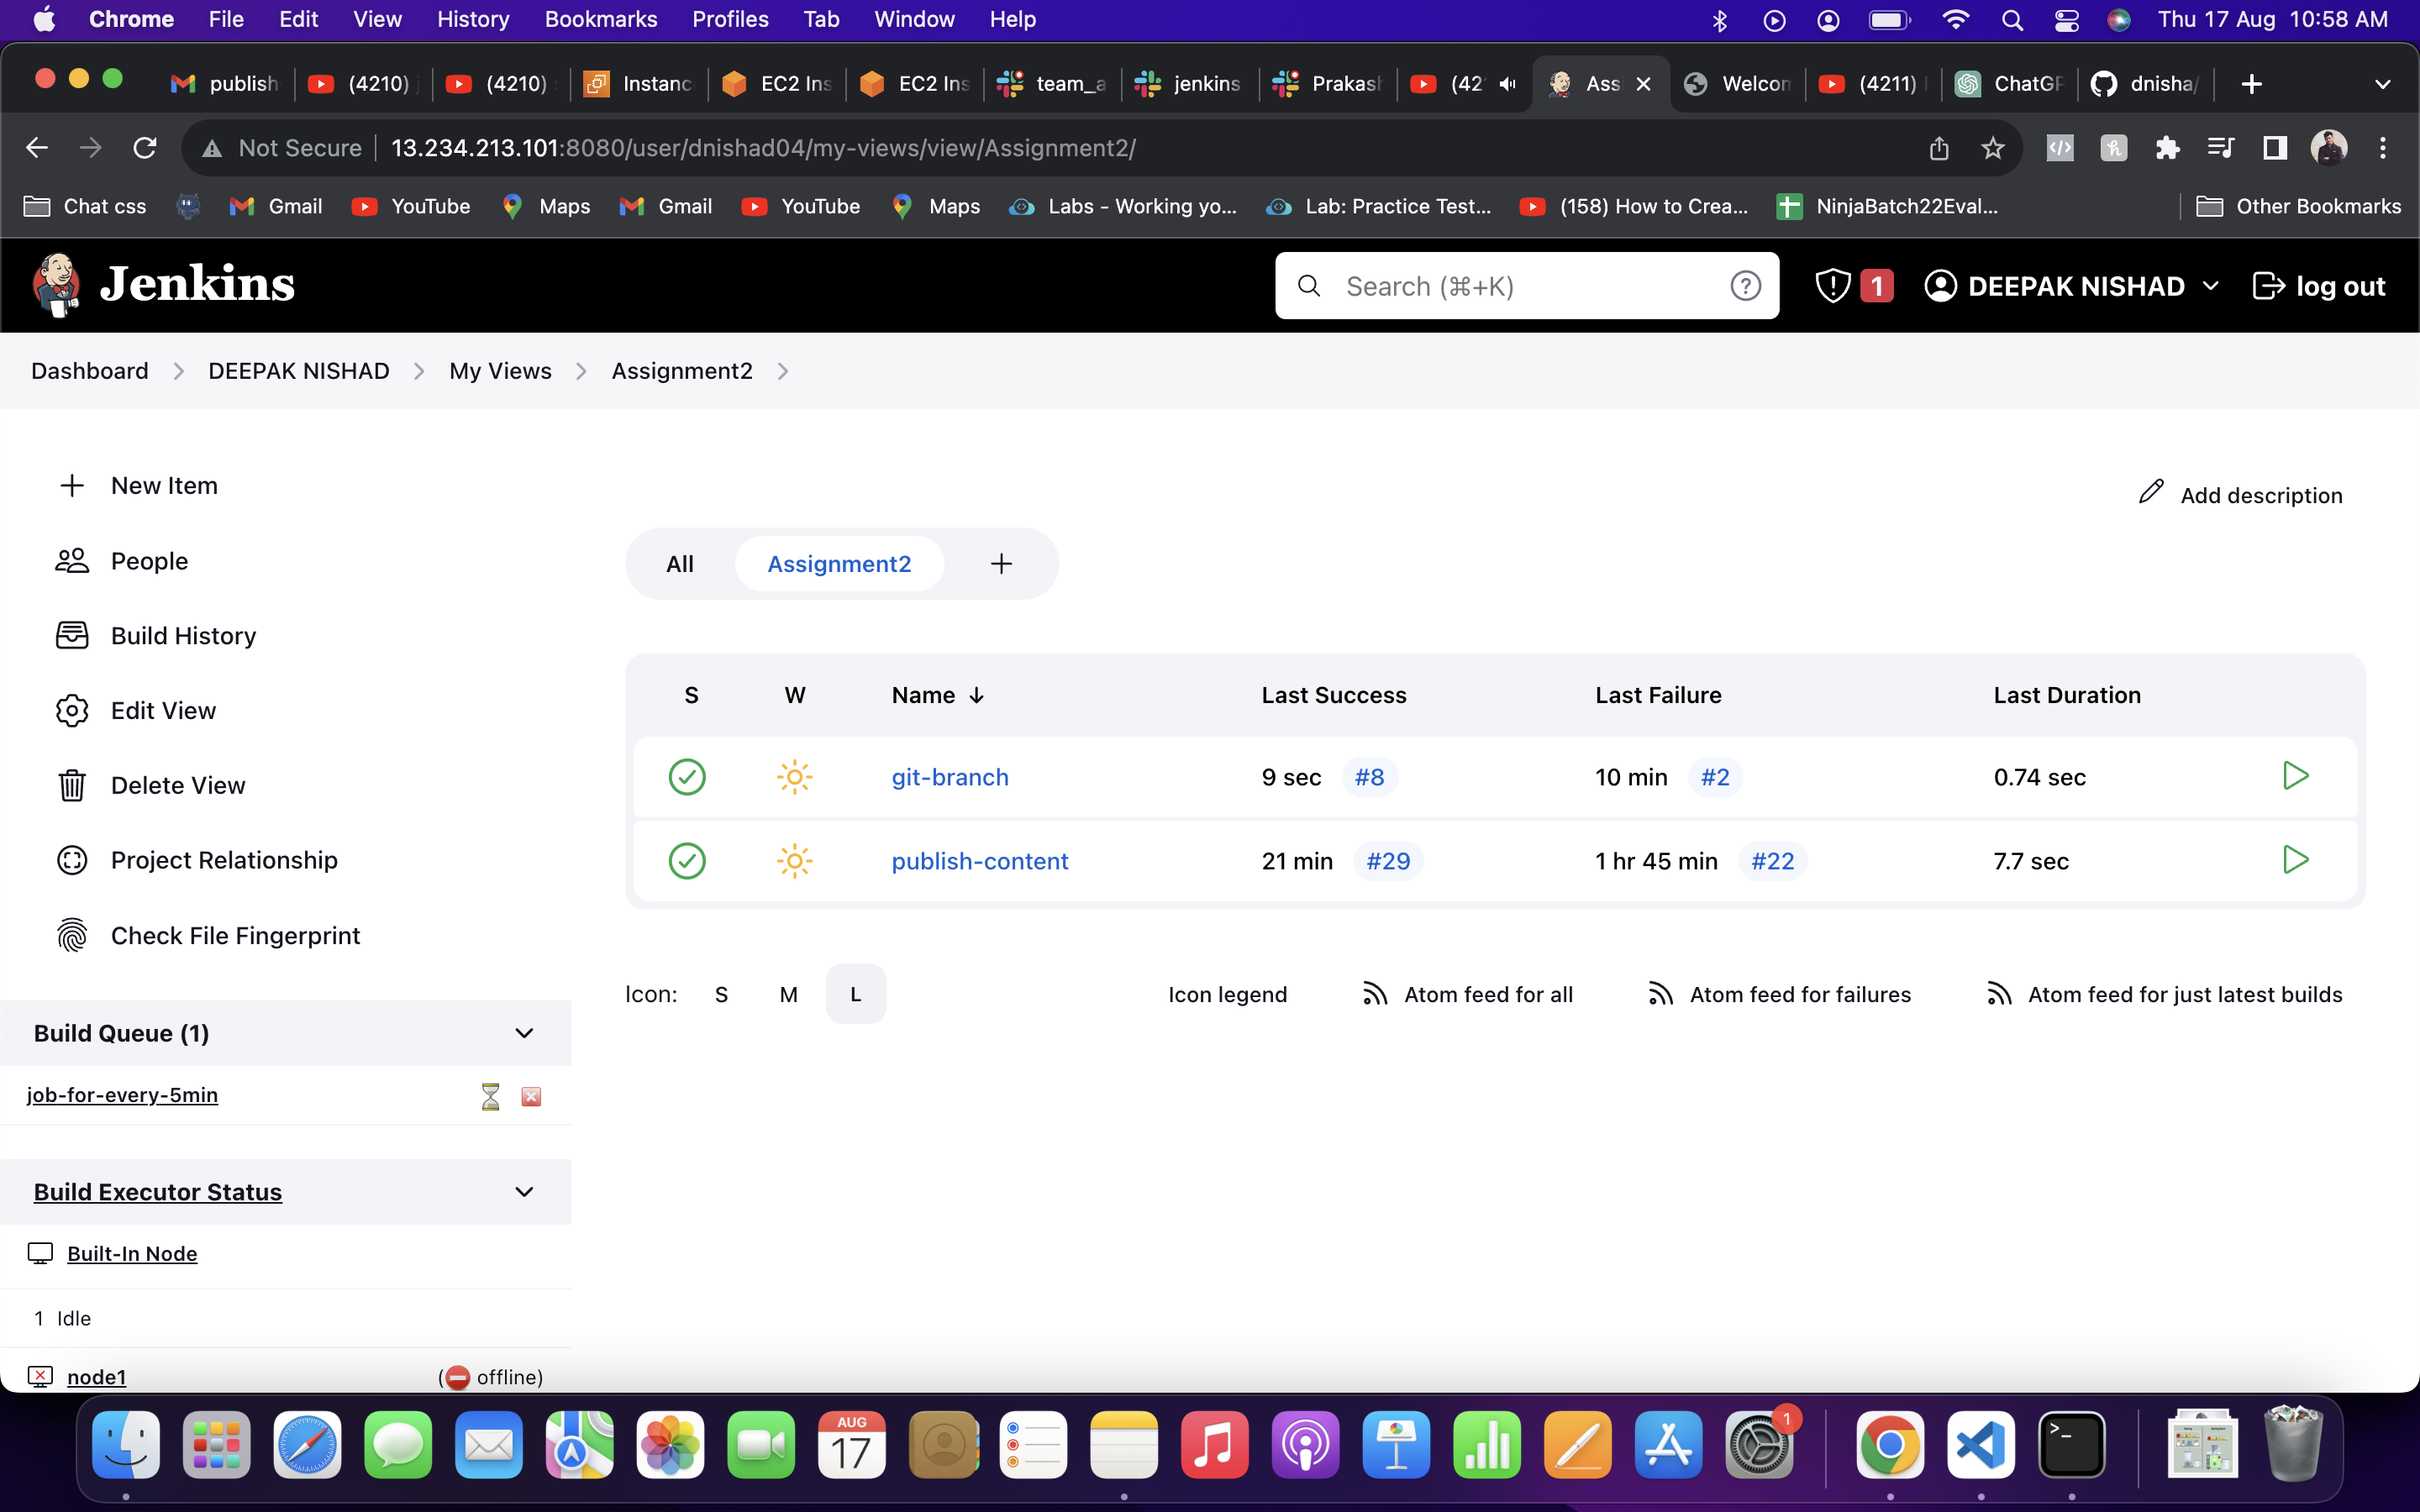 Chrome File Edit View History Bookmarks Profiles Tab Window Help Thu 17 Aug 10:58 AM
publish (4210) (4210) Instanc EC2 Ins EC2 Ins team_a jenkins Prakash (42 Ass Welcon (4211) ChatGP dnisha/
Not Secure 13.234.213.101:8080/user/dnishad04/my-views/view/Assignment2/
Chat css Gmail YouTube Maps Gmail YouTube Maps Labs - Working yo... Lab: Practice Test... (158) How to Crea... NinjaBatch22Eval... Other Bookmarks
Jenkins Search (⌘+K) 1 DEEPAK NISHAD log out
Dashboard DEEPAK NISHAD My Views Assignment2
New Item
People
Build History
Edit View
Delete View
Project Relationship
Check File Fingerprint
Build Queue (1)
job-for-every-5min
Build Executor Status
Built-In Node
1 Idle
node1 (offline)
Add description
All Assignment2
S W Name ↓ Last Success Last Failure Last Duration
git-branch 9 sec #8 10 min #2 0.74 sec
publish-content 21 min #29 1 hr 45 min #22 7.7 sec
Icon: S M L Icon legend Atom feed for all Atom feed for failures Atom feed for just latest builds
AUG
17
1